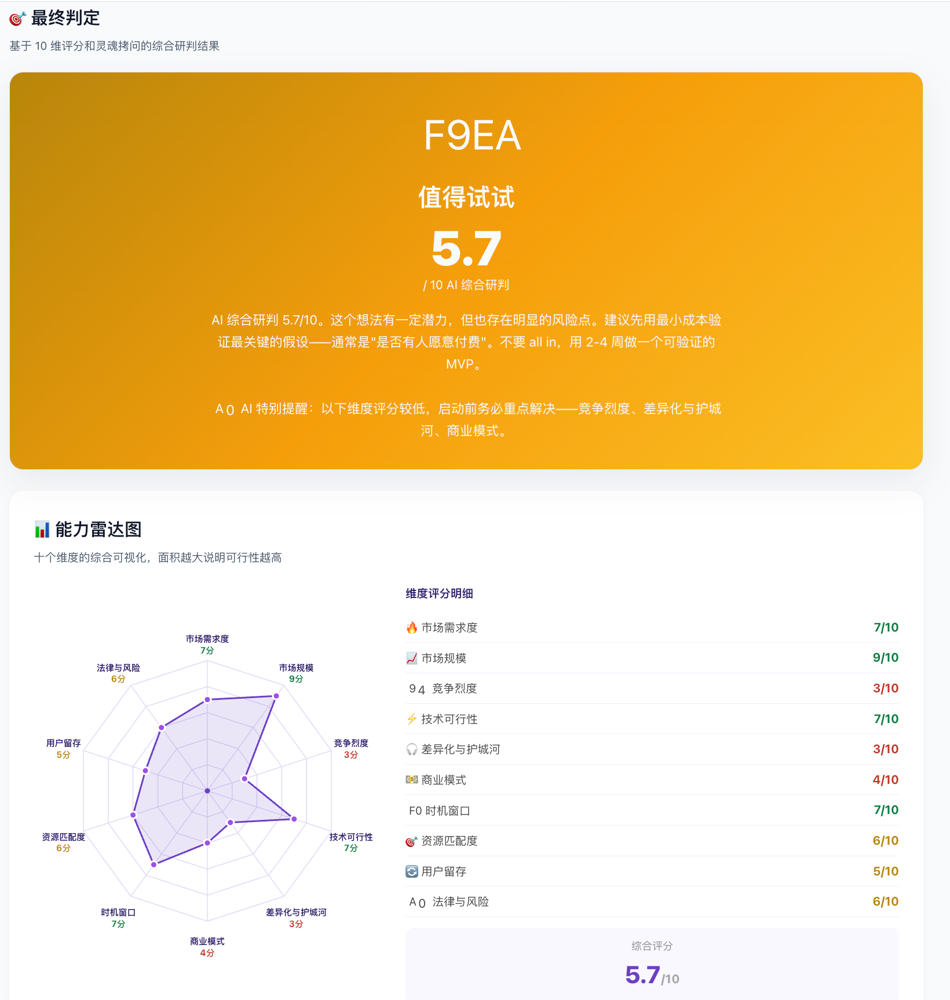 🎯 最终判定
基于 10 维评分和灵魂拷问的综合研判结果
F9EA
值得试试
5.7
/ 10 AI 综合研判
AI 综合研判 5.7/10。这个想法有一定潜力，但也存在明显的风险点。建议先用最小成本验
证最关键的假设——通常是"是否有人愿意付费"。不要 all in，用 2-4 周做一个可验证的
MVP。
A0 AI 特别提醒：以下维度评分较低，启动前务必重点解决——竞争烈度、差异化与护城
河、商业模式。
📊 能力雷达图
十个维度的综合可视化，面积越大说明可行性越高
市场需求度
7分
市场规模
9分
竞争烈度
3分
技术可行性
7分
差异化与护城河
3分
商业模式
4分
时机窗口
7分
资源匹配度
6分
用户留存
5分
法律与风险
6分
维度评分明细
🔥 市场需求度 7/10
📈 市场规模 9/10
94 竞争烈度 3/10
⚡ 技术可行性 7/10
🎧 差异化与护城河 3/10
💵 商业模式 4/10
F0 时机窗口 7/10
🎯 资源匹配度 6/10
🔄 用户留存 5/10
A0 法律与风险 6/10
综合评分
5.7/10